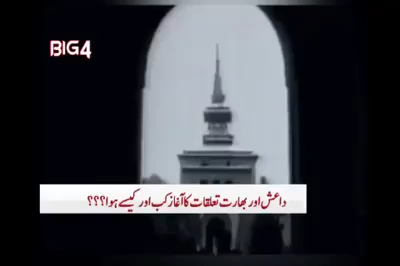 BIG4
داعش اور بھارت تعلقات کا آغاز کب اور کیسے ہوا؟؟؟